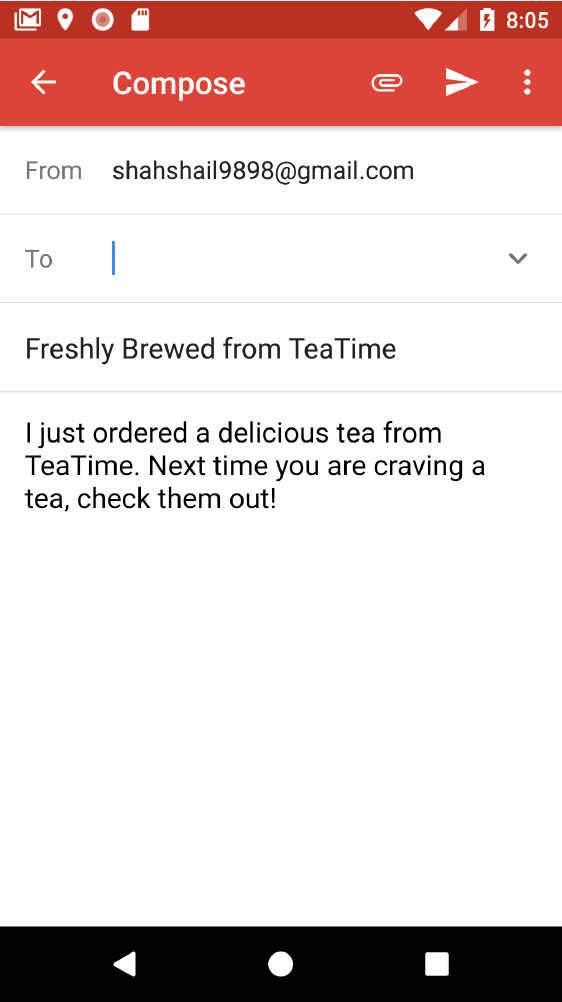 8:05
Compose
From shahshail9898@gmail.com
To
Freshly Brewed from TeaTime
I just ordered a delicious tea from
TeaTime. Next time you are craving a
tea, check them out!